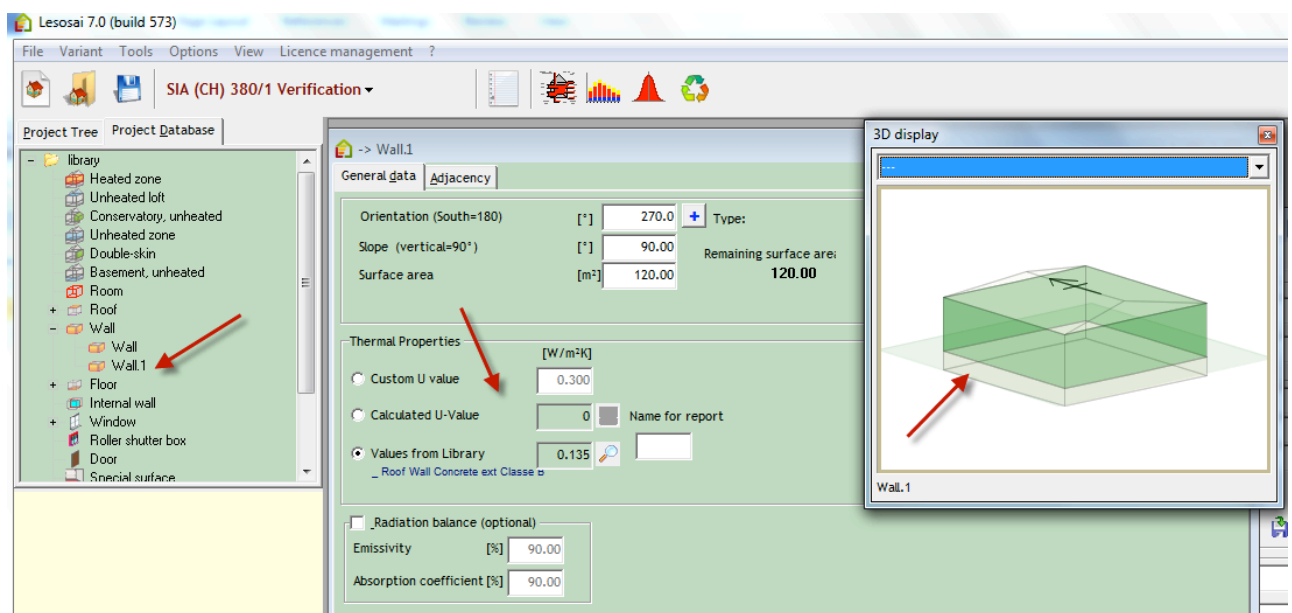 Lesosai 7.0 (build 573)
File Variant Tools Options View Licence management ?
SIA (CH) 380/1 Verification
Project Tree Project Database
library
Heated zone
Unheated loft
Conservatory, unheated
Unheated zone
Double-skin
Basement, unheated
Room
Roof
Wall
Wall
Wall.1
Floor
Internal wall
Window
Roller shutter box
Door
Special surface
-> Wall.1
General data Adjacency
Orientation (South=180) [°] 270.0 + Type:
Slope (vertical=90°) [°] 90.00 Remaining surface area
Surface area [m²] 120.00 120.00
Thermal Properties
[W/m²K]
Custom U value 0.300
Calculated U-Value 0 Name for report
Values from Library 0.135
_ Roof Wall Concrete ext Classe B
_Radiation balance (optional)
Emissivity [%] 90.00
Absorption coefficient [%] 90.00
3D display
---
Wall.1